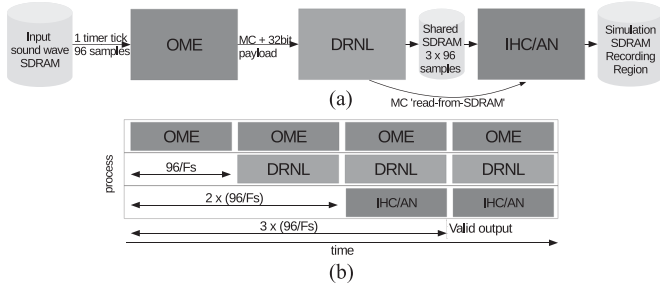 Input
sound wave
SDRAM
1 timer tick
96 samples
OME
MC + 32bit
payload
DRNL
Shared
SDRAM
3 x 96
samples
IHC/AN
Simulation
SDRAM
Recording
Region
MC 'read-from-SDRAM'
(a)
process
OME OME OME OME
96/Fs DRNL DRNL DRNL
2 x (96/Fs) IHC/AN IHC/AN
3 x (96/Fs) Valid output
time
(b)